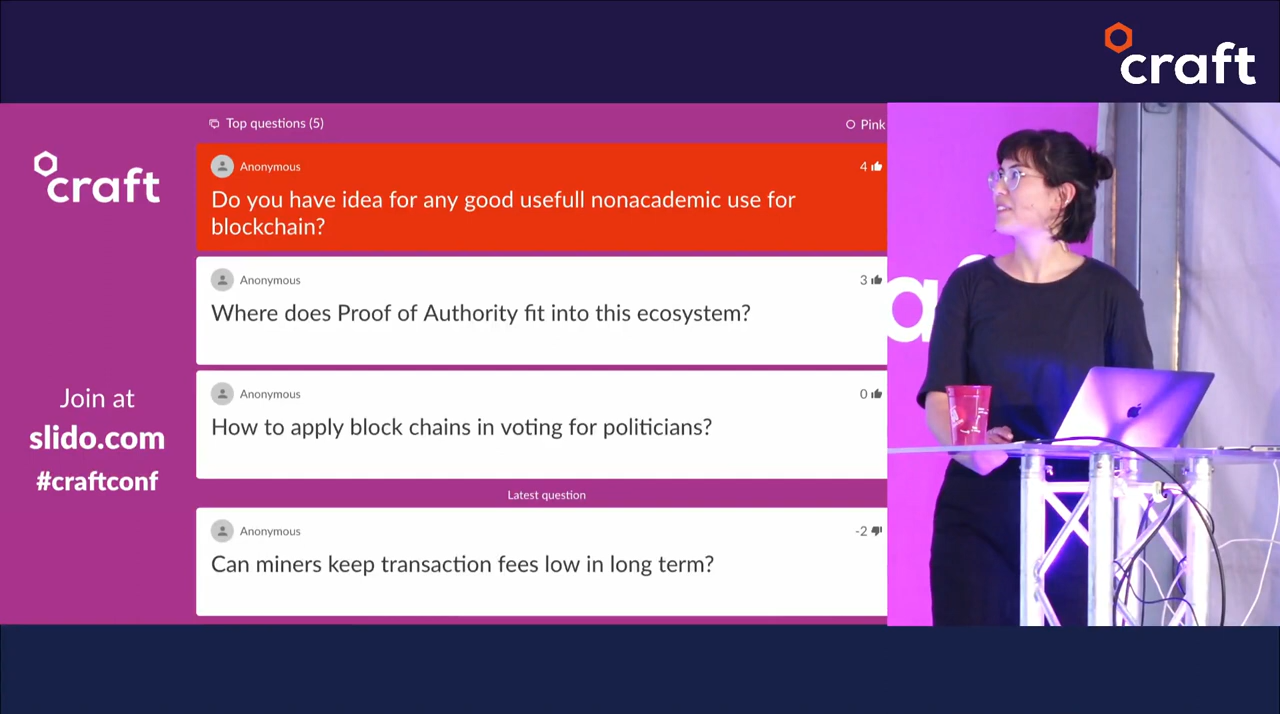 craft
Top questions (5)
Pink
craft
Anonymous
4
Do you have idea for any good usefull nonacademic use for
blockchain?
Anonymous
3
Where does Proof of Authority fit into this ecosystem?
Anonymous
0
How to apply block chains in voting for politicians?
Join at
slido.com
#craftconf
Latest question
Anonymous
-2
Can miners keep transaction fees low in long term?